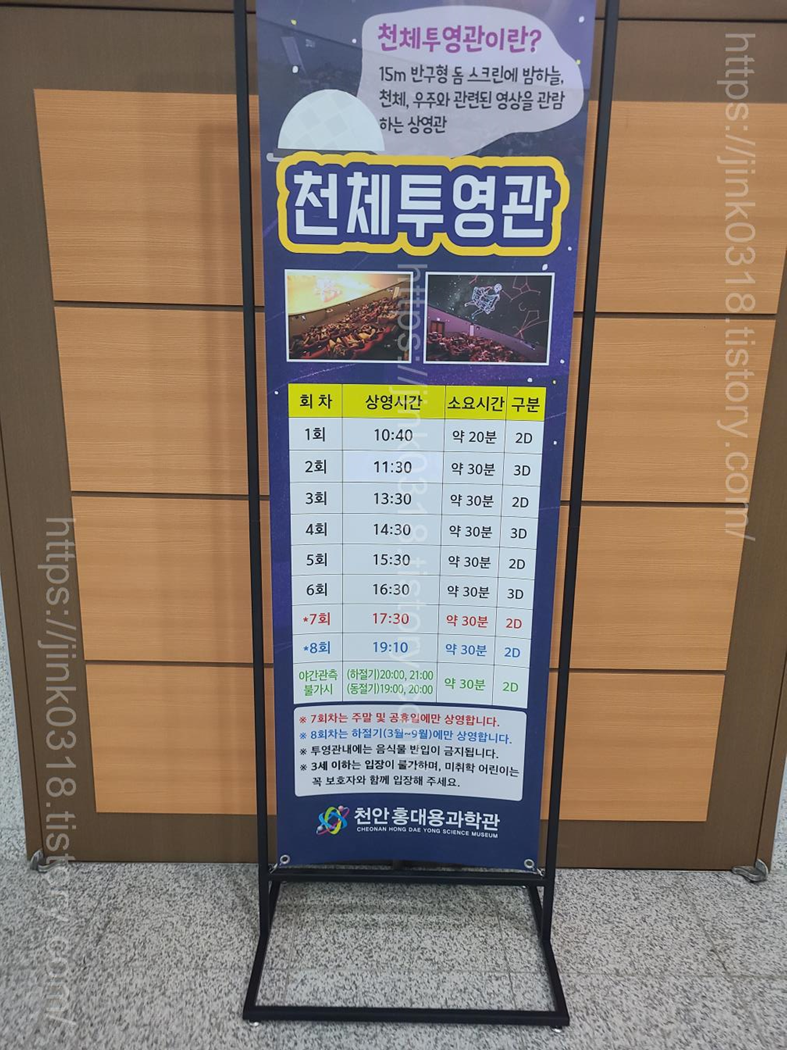 천체투영관이란?
15m 반구형 돔 스크린에 밤하늘,
천체, 우주와 관련된 영상을 관람
하는 상영관
천체투영관
회 차 상영시간 소요시간 구분
1회 10:40 약 20분 2D
2회 11:30 약 30분 3D
3회 13:30 약 30분 2D
4회 14:30 약 30분 3D
5회 15:30 약 30분 2D
6회 16:30 약 30분 3D
*7회 17:30 약 30분 2D
*8회 19:10 약 30분 2D
야간관측 불가시 (하절기)20:00, 21:00 (동절기)19:00, 20:00 약 30분 2D
※ 7회차는 주말 및 공휴일에만 상영합니다.
※ 8회차는 하절기(3월~9월)에만 상영합니다.
※ 투영관내에는 음식물 반입이 금지됩니다.
※ 3세 이하는 입장이 불가하며, 미취학 어린이는
꼭 보호자와 함께 입장해 주세요.
천안홍대용과학관
CHEONAN HONG DAE YONG SCIENCE MUSEUM
https://jink0318.tistory.com/
https://jink0318.tistory.com/
https://jink0318.tistory.co